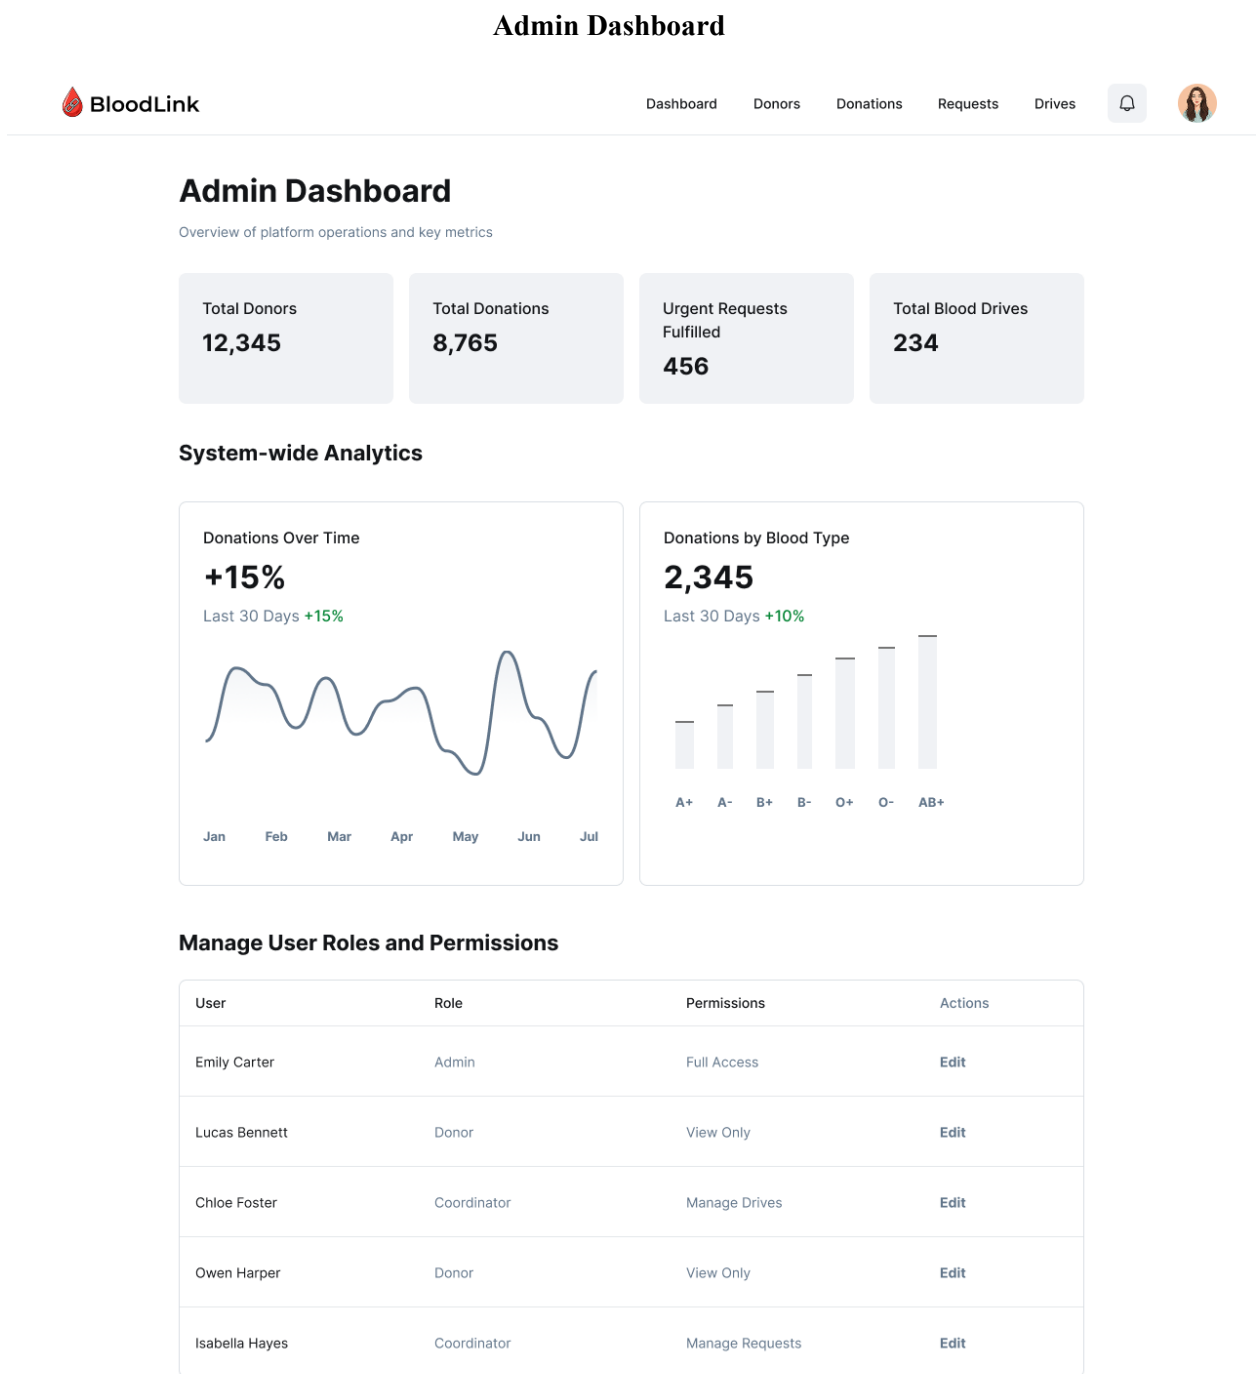 Admin Dashboard
BloodLink
Dashboard Donors Donations Requests Drives
Admin Dashboard
Overview of platform operations and key metrics
Total Donors
12,345
Total Donations
8,765
Urgent Requests
Fulfilled
456
Total Blood Drives
234
System-wide Analytics
Donations Over Time
+15%
Last 30 Days +15%
Jan Feb Mar Apr May Jun Jul
Donations by Blood Type
2,345
Last 30 Days +10%
A+ A- B+ B- O+ O- AB+
Manage User Roles and Permissions
User Role Permissions Actions
Emily Carter Admin Full Access Edit
Lucas Bennett Donor View Only Edit
Chloe Foster Coordinator Manage Drives Edit
Owen Harper Donor View Only Edit
Isabella Hayes Coordinator Manage Requests Edit